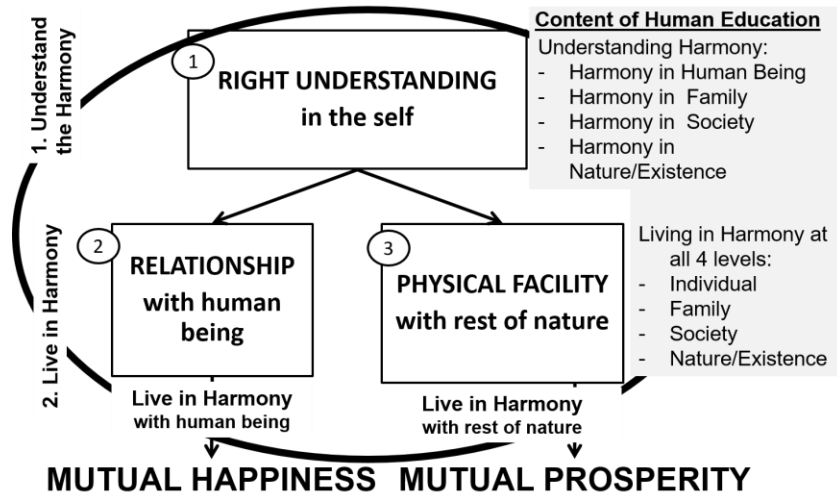 Content of Human Education
Understanding Harmony:
- Harmony in Human Being
- Harmony in Family
- Harmony in Society
- Harmony in
Nature/Existence
1. Understand
the Harmony
1
RIGHT UNDERSTANDING
in the self
2. Live in Harmony
2
RELATIONSHIP
with human
being
3
PHYSICAL FACILITY
with rest of nature
Living in Harmony at
all 4 levels:
- Individual
- Family
- Society
- Nature/Existence
Live in Harmony
with human being
Live in Harmony
with rest of nature
MUTUAL HAPPINESS
MUTUAL PROSPERITY